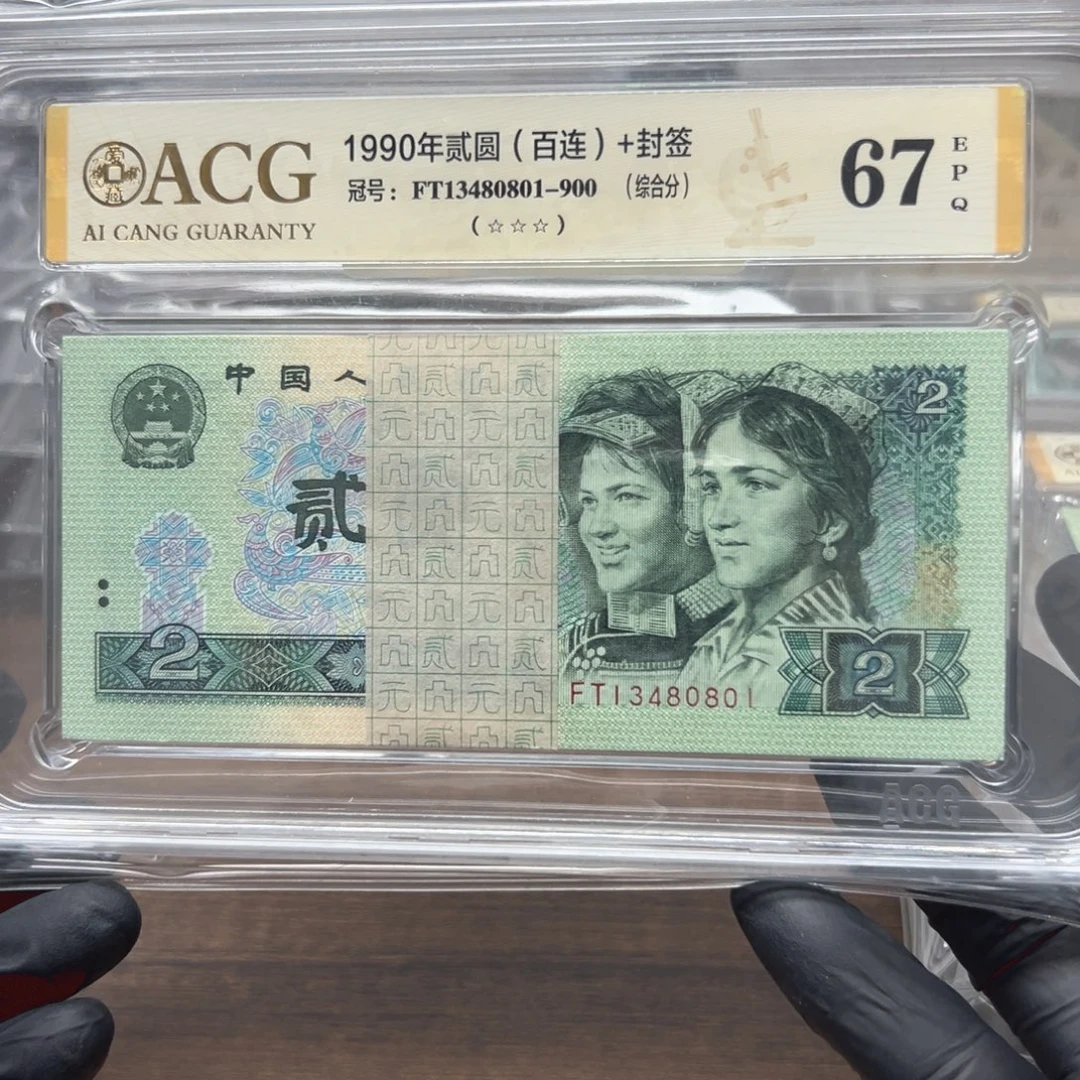 ACG
AI CANG GUARANTY
1990年贰圆（百连）+封签
冠号：FT13480801-900 （综合分）
（☆☆☆）
67
EPQ
中国人
2
贰
2
FT13480801
2
ACG